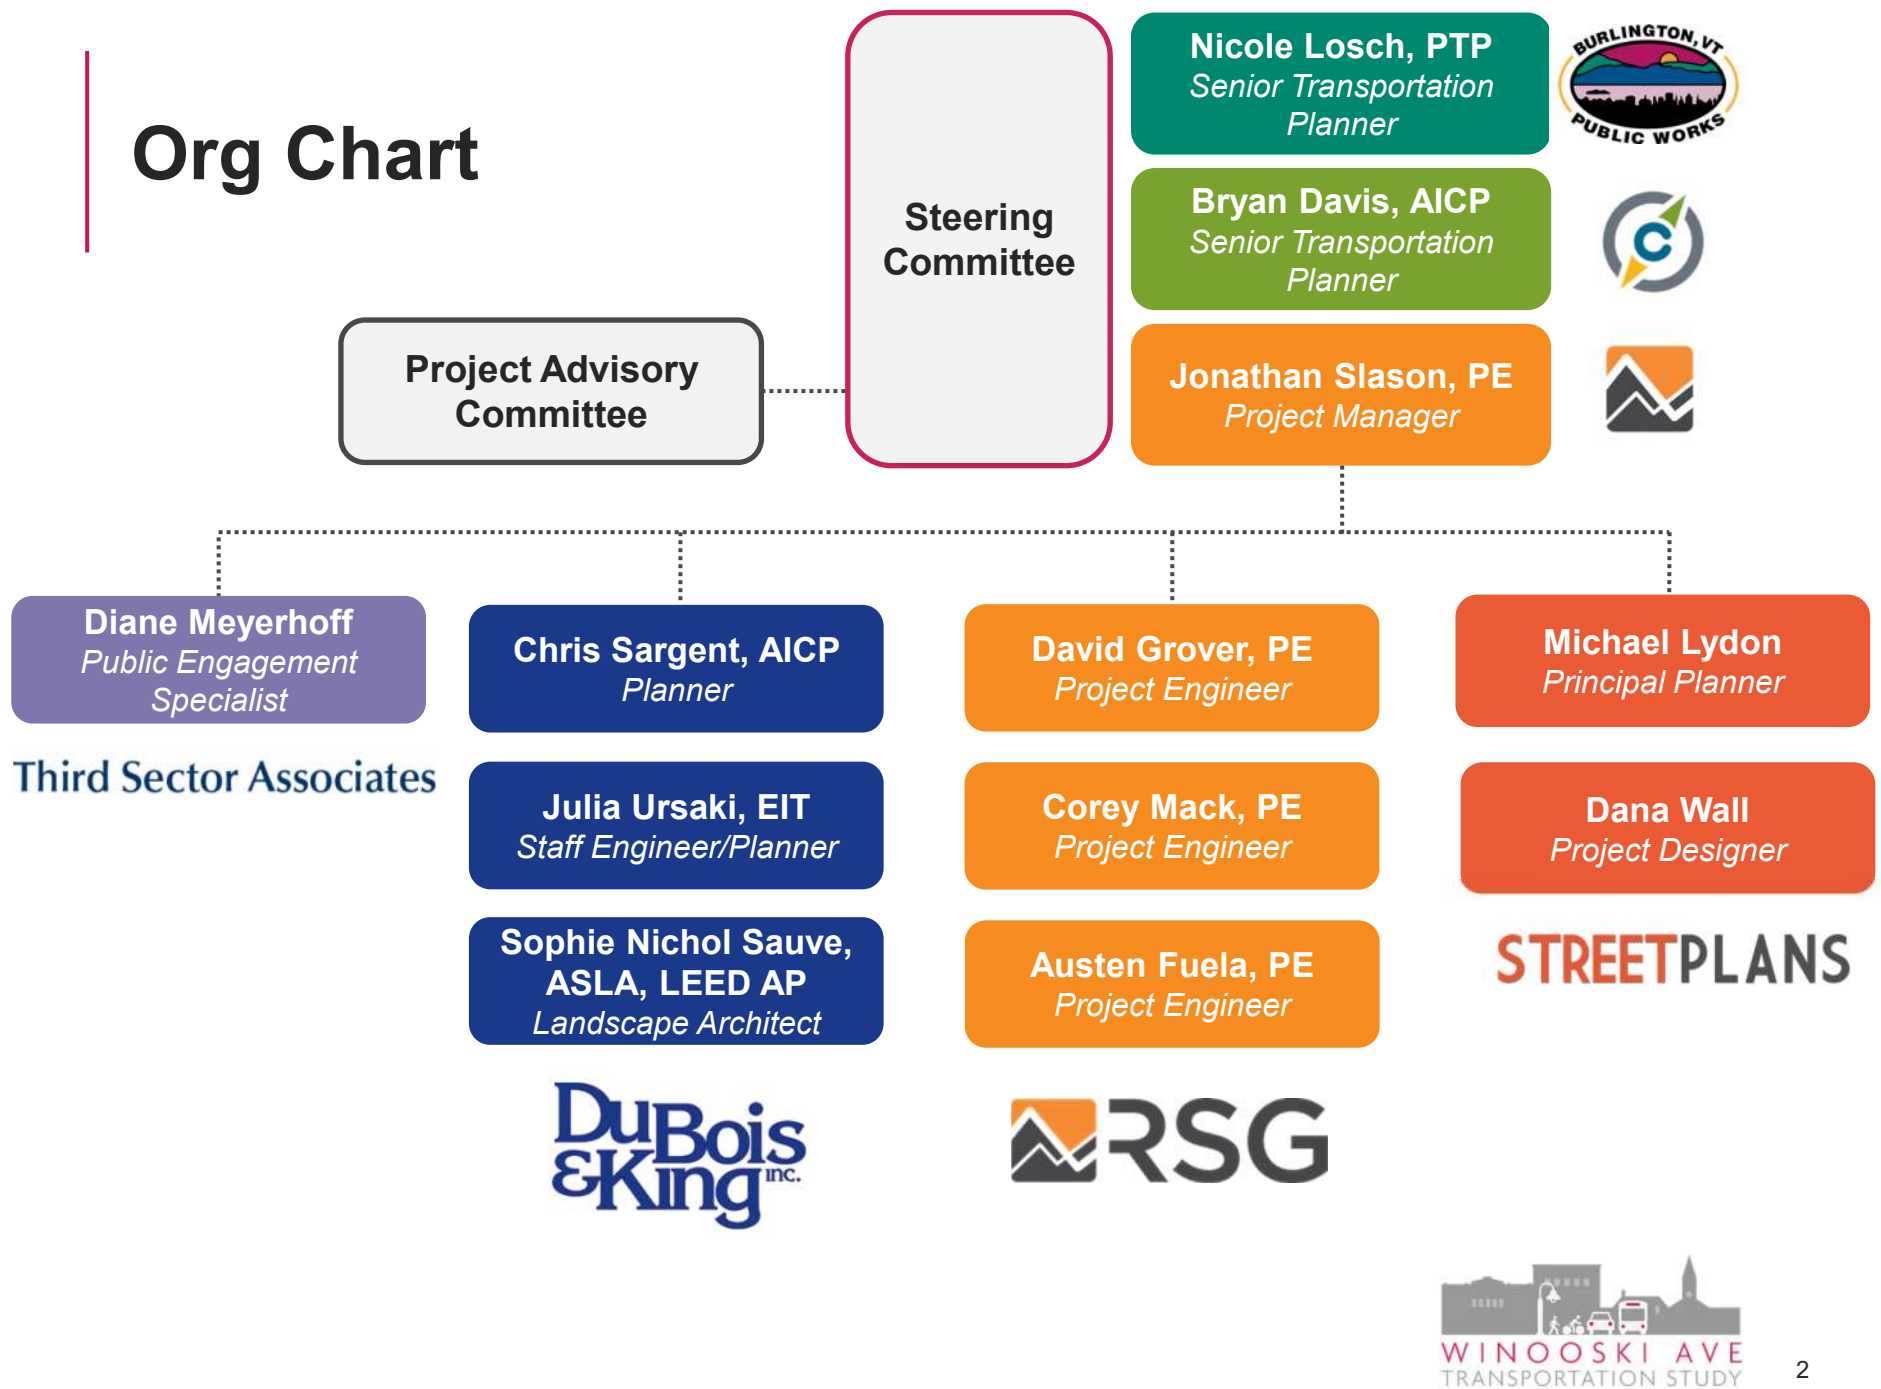 Org Chart
Steering
Committee
Project Advisory
Committee
Nicole Losch, PTP
Senior Transportation
Planner
BURLINGTON, VT
PUBLIC WORKS
Bryan Davis, AICP
Senior Transportation
Planner
C
Jonathan Slason, PE
Project Manager
Diane Meyerhoff
Public Engagement
Specialist
Third Sector Associates
Chris Sargent, AICP
Planner
Julia Ursaki, EIT
Staff Engineer/Planner
Sophie Nichol Sauve,
ASLA, LEED AP
Landscape Architect
DuBois
&King INC.
David Grover, PE
Project Engineer
Corey Mack, PE
Project Engineer
Austen Fuela, PE
Project Engineer
RSG
Michael Lydon
Principal Planner
Dana Wall
Project Designer
STREETPLANS
WINOOSKI AVE
TRANSPORTATION STUDY
2